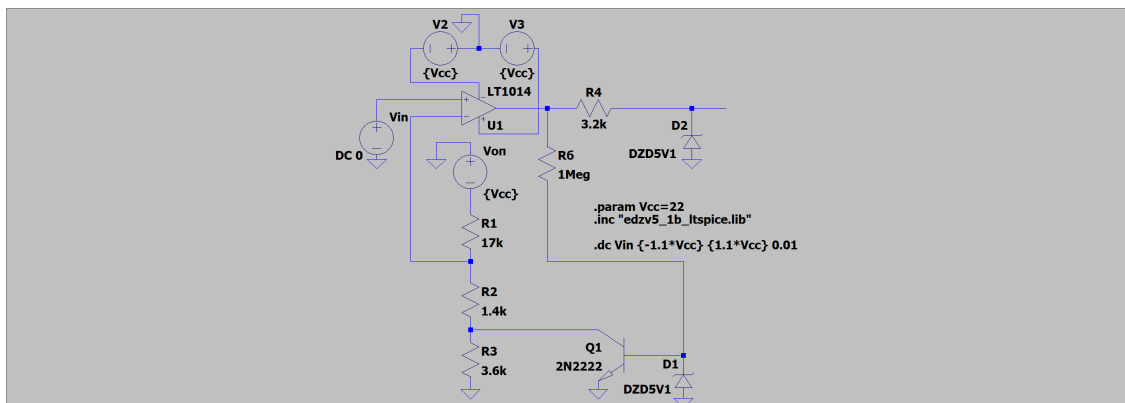 V2
V3
{Vcc}
{Vcc}
LT1014
U1
R4
3.2k
D2
DZD5V1
Vin
DC 0
Vоп
{Vcc}
R6
1Meg
.param Vcc=22
.inc "edzv5_1b_ltspice.lib"
.dc Vin {-1.1*Vcc} {1.1*Vcc} 0.01
R1
17k
R2
1.4k
R3
3.6k
Q1
2N2222
D1
DZD5V1